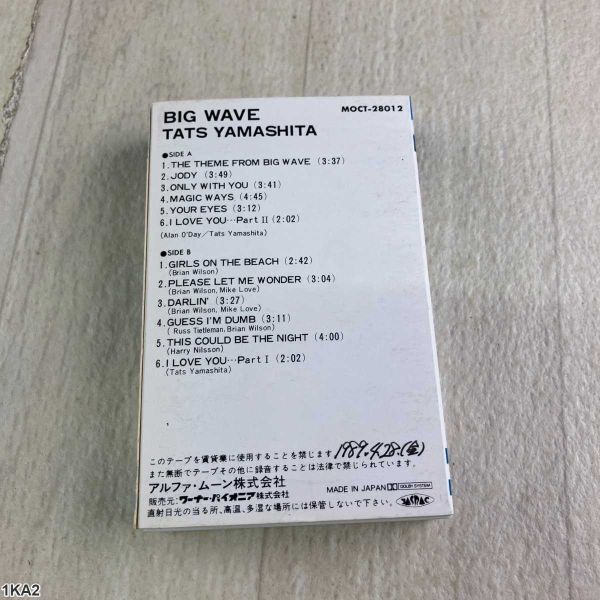 BIG WAVE
MOCT-28012
TATS YAMASHITA
●SIDE A
1. THE THEME FROM BIG WAVE (3:37)
2. JODY (3:49)
3. ONLY WITH YOU (3:41)
4. MAGIC WAYS (4:45)
5. YOUR EYES (3:12)
6. I LOVE YOU…Part II (2:02)
(Alan O'Day/Tats Yamashita)
●SIDE B
1. GIRLS ON THE BEACH (2:42)
(Brian Wilson)
2. PLEASE LET ME WONDER (3:04)
(Brian Wilson, Mike Love)
3. DARLIN' (3:27)
(Brian Wilson, Mike Love)
4. GUESS I'M DUMB (3:11)
( Russ Tietleman, Brian Wilson)
5. THIS COULD BE THE NIGHT (4:00)
(Harry Nilsson)
6. I LOVE YOU…Part I (2:02)
(Tats Yamashita)
このテープを賃貸業に使用することを禁じます 1989.4.28.(金)
また無断でテープその他に録音することは法律で禁じられています。
アルファ・ムーン株式会社
販売元:ワーナー・パイオニア株式会社
MADE IN JAPAN DOLBY SYSTEM
JASRAC
直射日光の当る所、高温、多湿な場所には保管しないで下さい。
1KA2